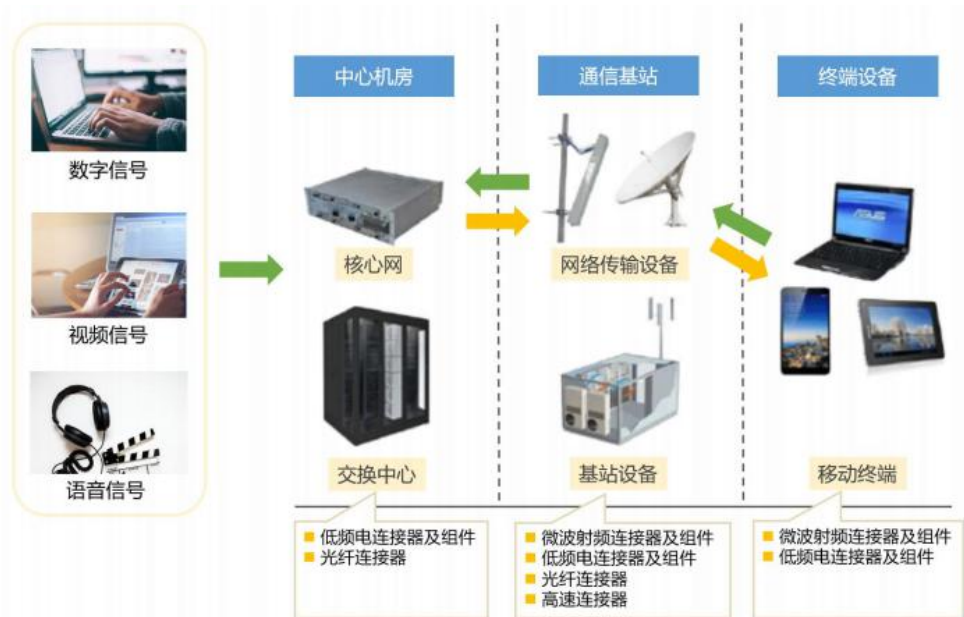 数字信号
视频信号
语音信号
中心机房
核心网
交换中心
低频电连接器及组件
光纤连接器
通信基站
网络传输设备
基站设备
微波射频连接器及组件
低频电连接器及组件
光纤连接器
高速连接器
终端设备
ASUS
移动终端
微波射频连接器及组件
低频电连接器及组件